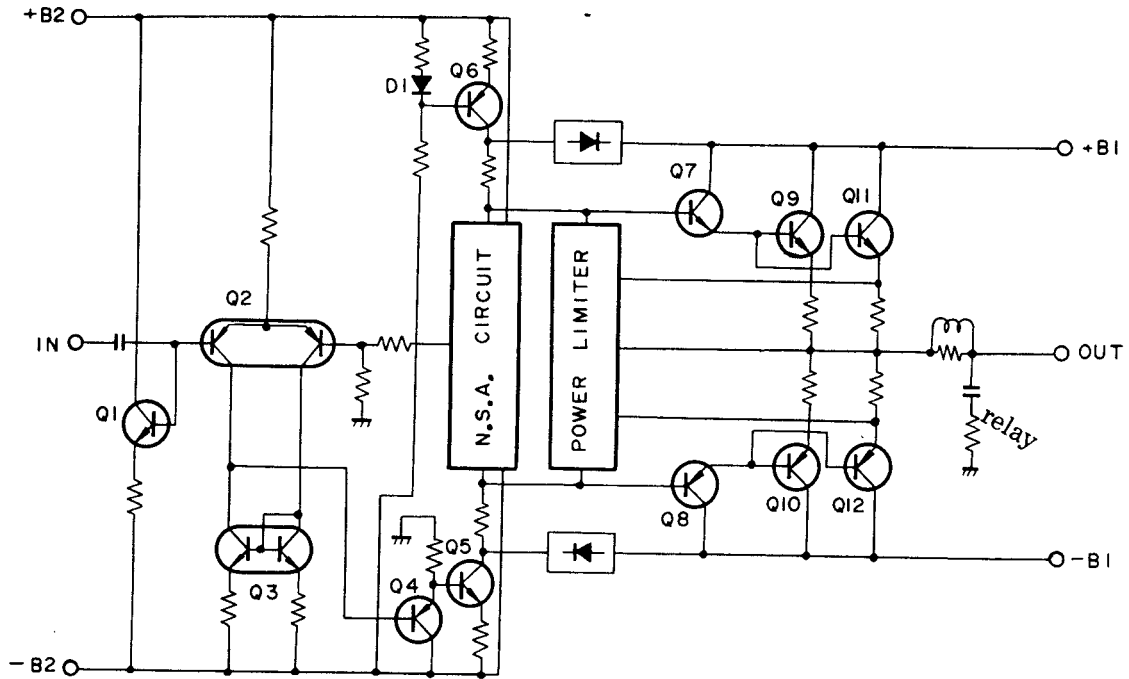 +B2
D1
Q6
Q7
Q9
Q11
+B1
Q2
IN
N.S.A. CIRCUIT
POWER LIMITER
OUT
Q1
relay
Q8
Q10
Q12
Q5
Q4
Q3
-B1
-B2